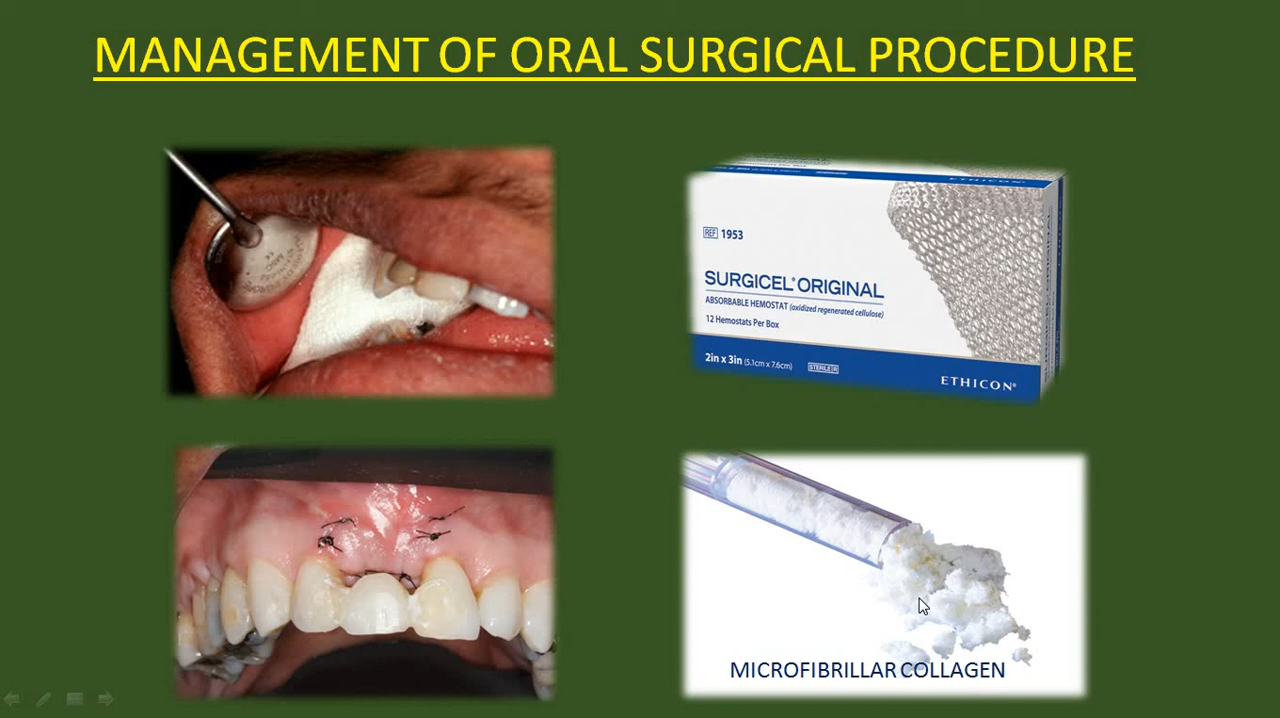 MANAGEMENT OF ORAL SURGICAL PROCEDURE
REF 1953
SURGICEL® ORIGINAL
ABSORBABLE HEMOSTAT (oxidized regenerated cellulose)
12 Hemostats Per Box
2in x 3in (5.1cm x 7.6cm) STERILE R
ETHICON®
MICROFIBRILLAR COLLAGEN